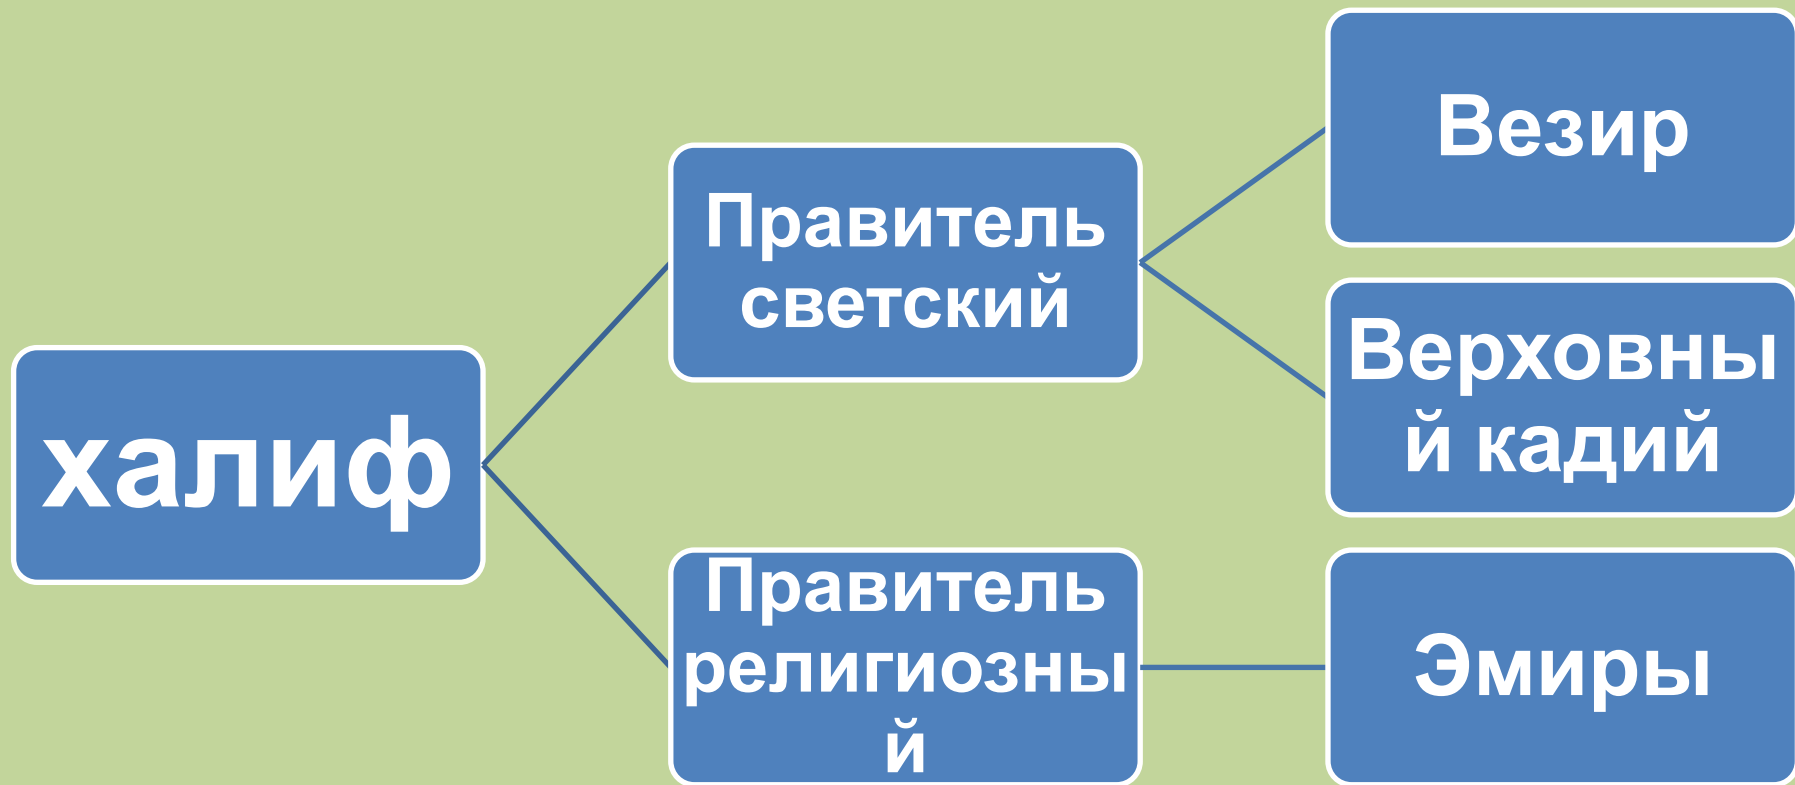 халиф
Правитель
светский
Правитель
религиозны
й
Везир
Верховны
й кадий
Эмиры